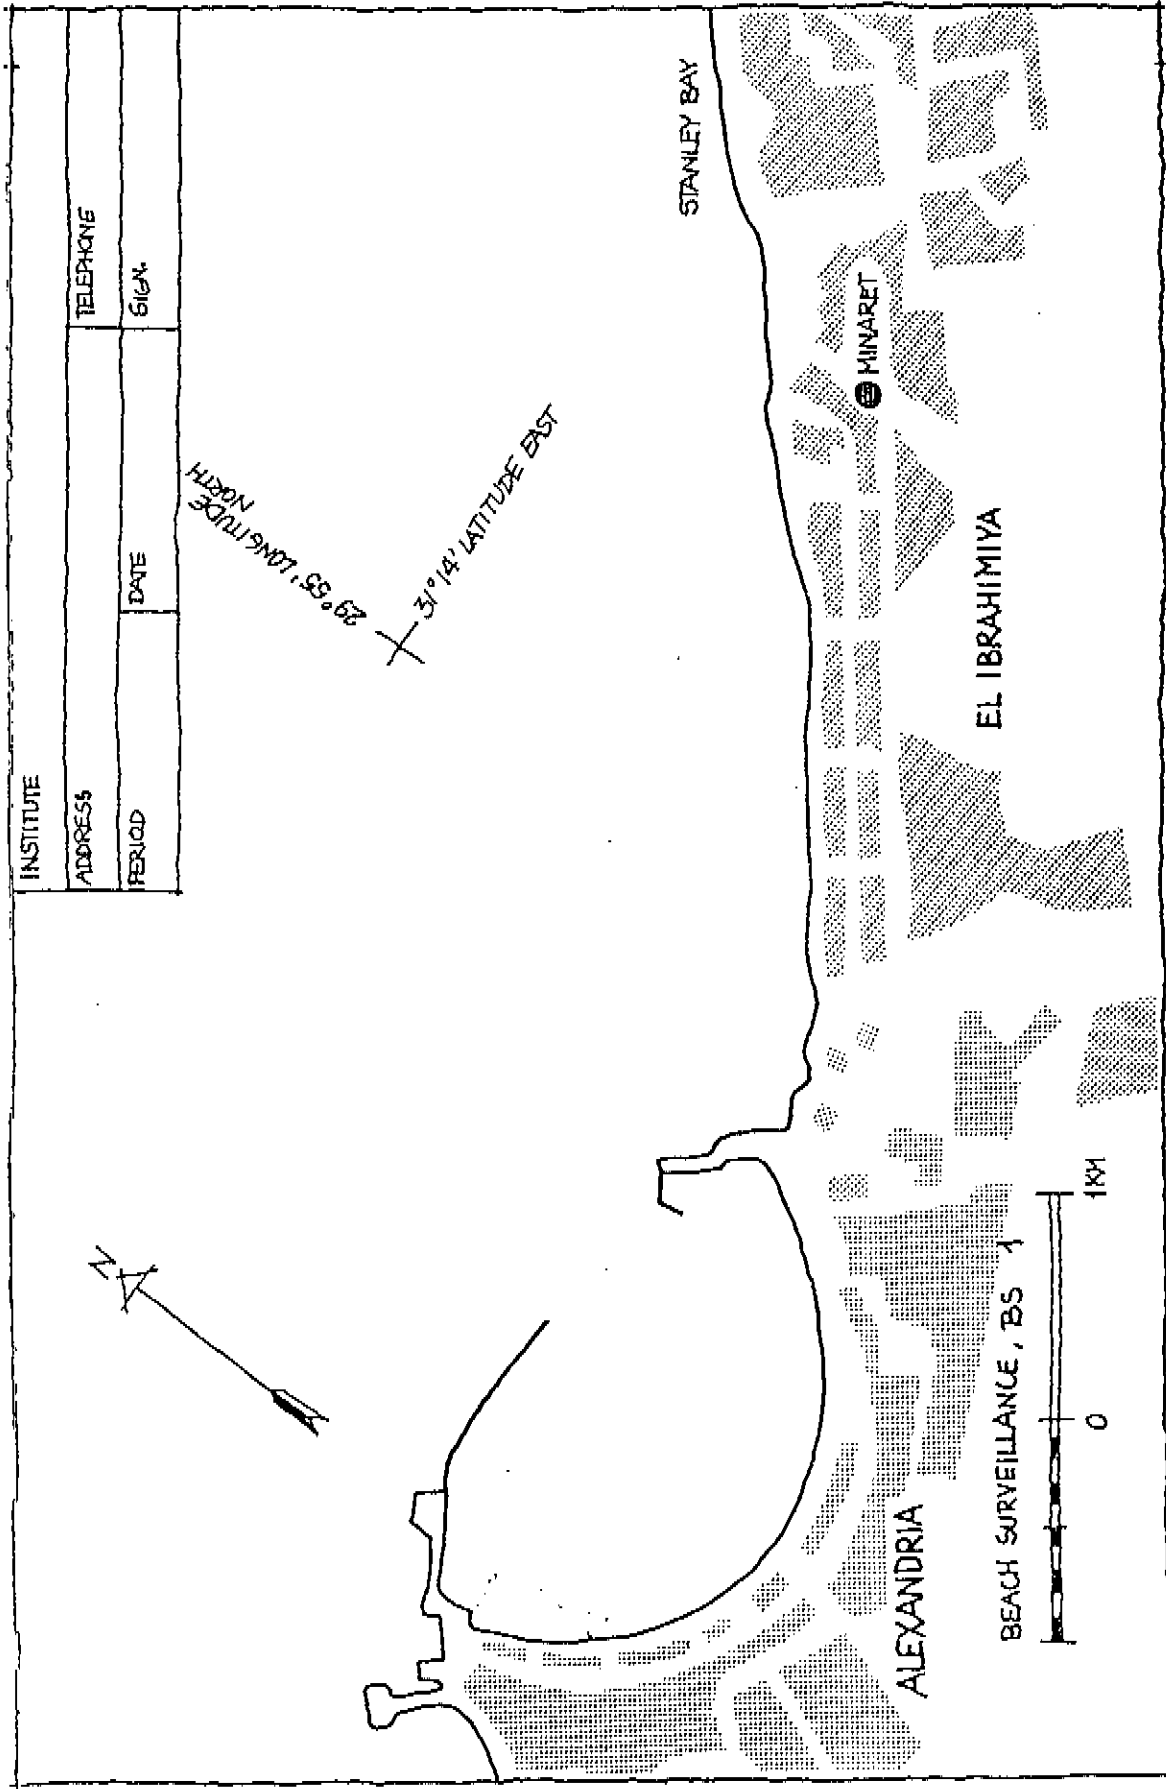 INSTITUTE
ADDRESS
TELEPHONE
PERIOD
DATE
SIGN.
N
29°55' LONGITUDE
NORTH
31°14' LATITUDE EAST
STANLEY BAY
MINARET
EL IBRAHIMIYA
ALEXANDRIA
BEACH SURVEILLANCE, BS 1
0
1KM